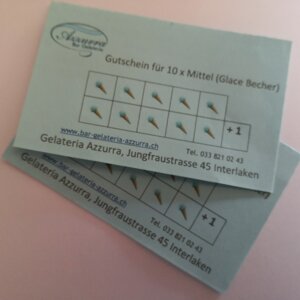 Azzurra
Bar Gelateria
Gutschein für 10 x Mittel (Glace Becher)
+ 1
www.bar-gelateria-azzurra.ch
Tel. 033 821 02 43
Gelateria Azzurra, Jungfraustrasse 45 Interlaken
+ 1
www.bar-gelateria-azzurra.ch
Tel. 033 821 02 43
Gelateria Azzurra, Jungfraustrasse 45 Interlaken